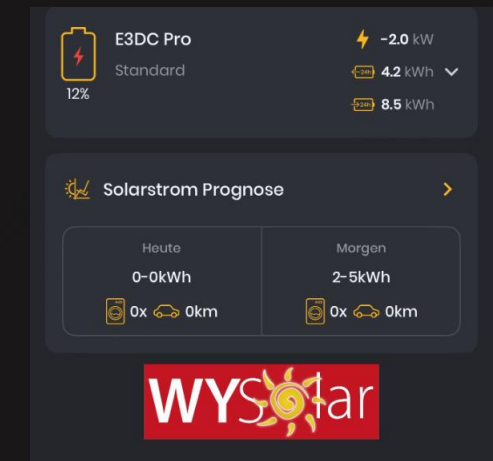 E3DC Pro
-2.0 kW
Standard
4.2 kWh
12%
8.5 kWh
Solarstrom Prognose
Heute
Morgen
0-0kWh
2-5kWh
0x 0km
0x 0km
WYSolar